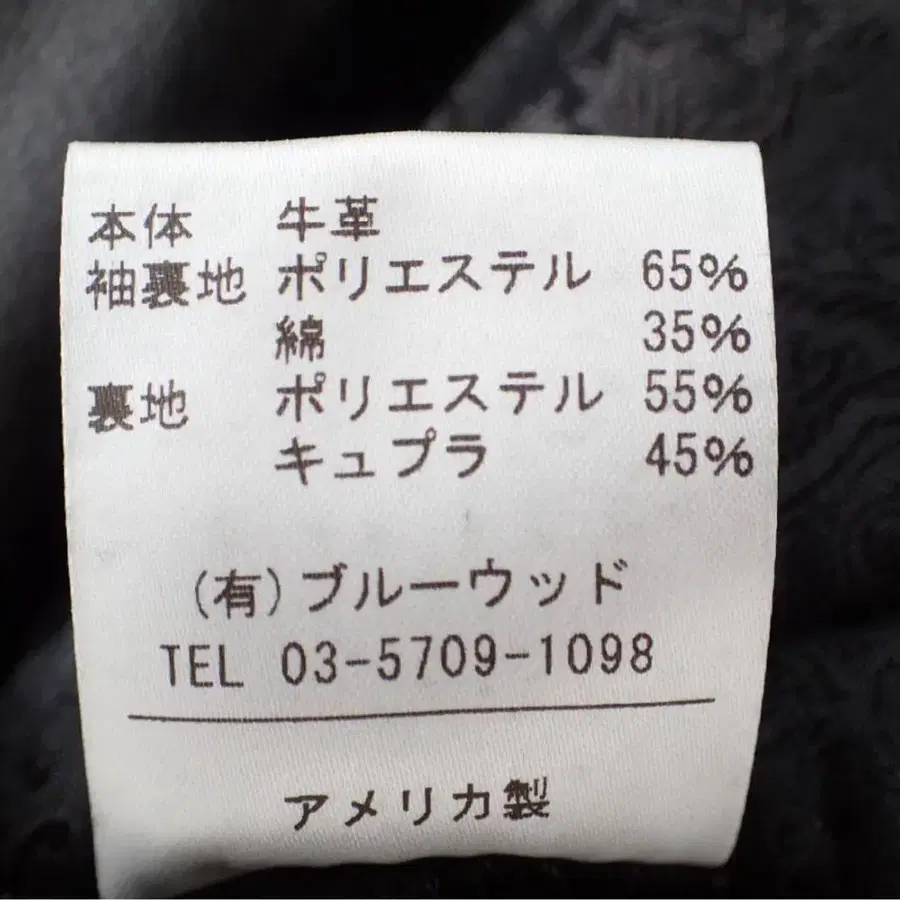 本体 牛革
袖裏地 ポリエステル 65%
綿 35%
裏地 ポリエステル 55%
キュプラ 45%
(有)ブルーウッド
TEL 03-5709-1098
アメリカ製